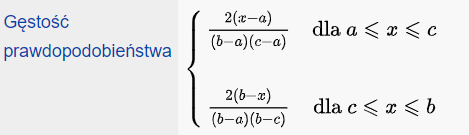 Gęstość
prawdopodobieństwa
2(x−a)/((b−a)(c−a)) dla a ⩽ x ⩽ c
2(b−x)/((b−a)(b−c)) dla c ⩽ x ⩽ b